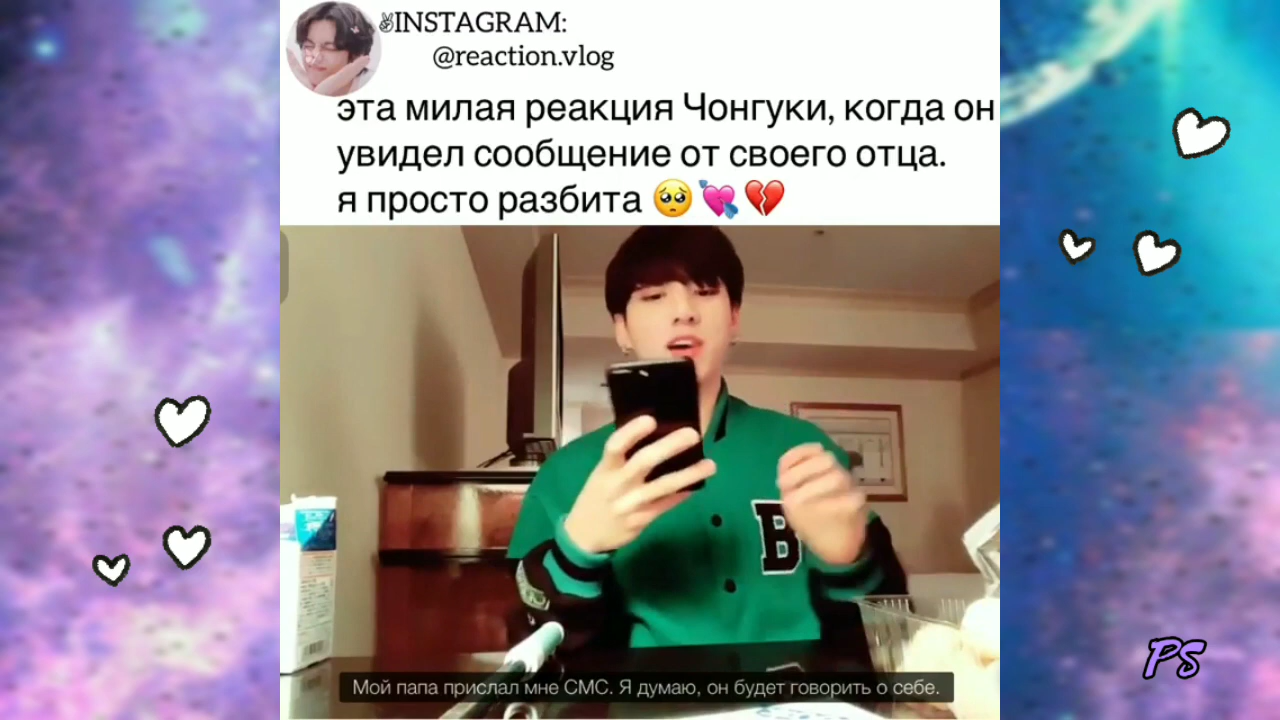 ✌INSTAGRAM:
@reaction.vlog
эта милая реакция Чонгуки, когда он
увидел сообщение от своего отца.
я просто разбита 🥺💘💔
B
Мой папа прислал мне СМС. Я думаю, он будет говорить о себе.
PS